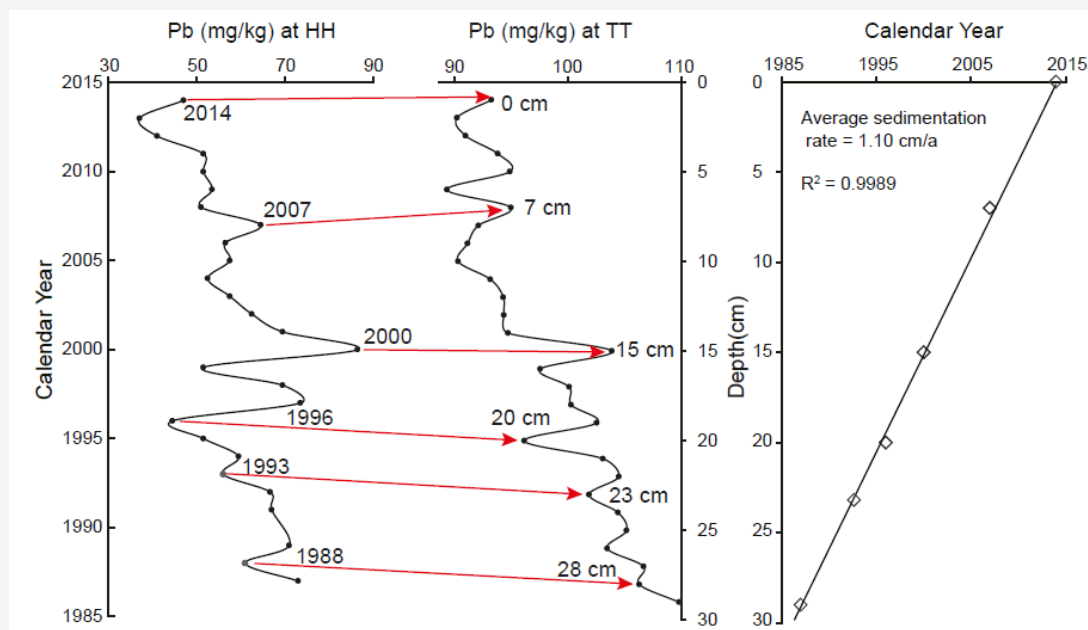 Pb (mg/kg) at HH
Pb (mg/kg) at TT
Calendar Year
30 50 70 90
90 100 110
1985 1995 2005 2015
2015
2010
2005
2000
1995
1990
1985
Calendar Year
2014
2007
2000
1996
1993
1988
0 cm
7 cm
15 cm
20 cm
23 cm
28 cm
0
5
10
15
20
25
30
Depth(cm)
0
5
10
15
20
25
30
Average sedimentation
rate = 1.10 cm/a
R² = 0.9989